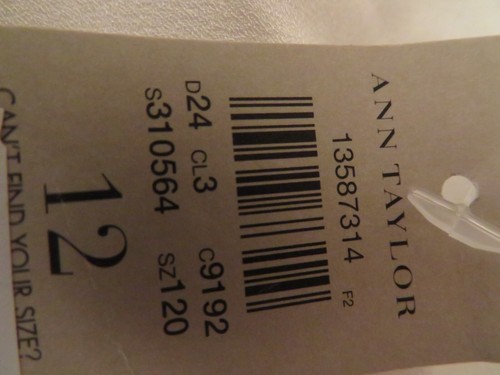 ANN TAYLOR
13587314 F2
D24 CL3 C9192
S310564 SZ120
12
CAN'T FIND YOUR SIZE?